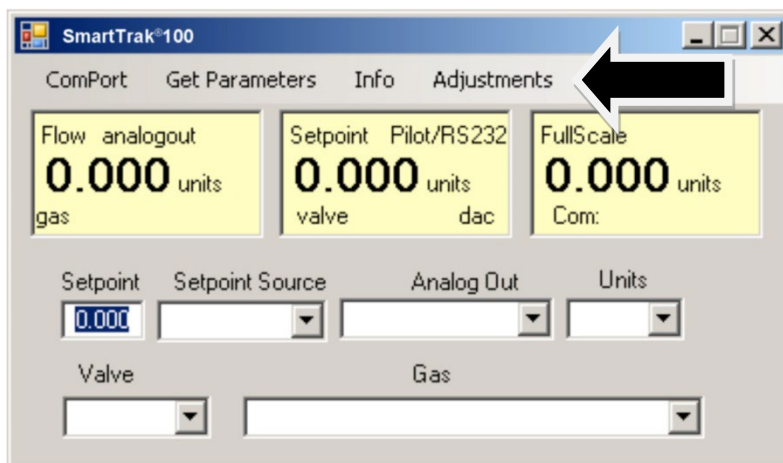 SmartTrak®100
ComPort Get Parameters Info Adjustments
Flow analogout
0.000 units
gas
Setpoint Pilot/RS232
0.000 units
valve dac
FullScale
0.000 units
Com:
Setpoint Setpoint Source Analog Out Units
0.000
Valve Gas